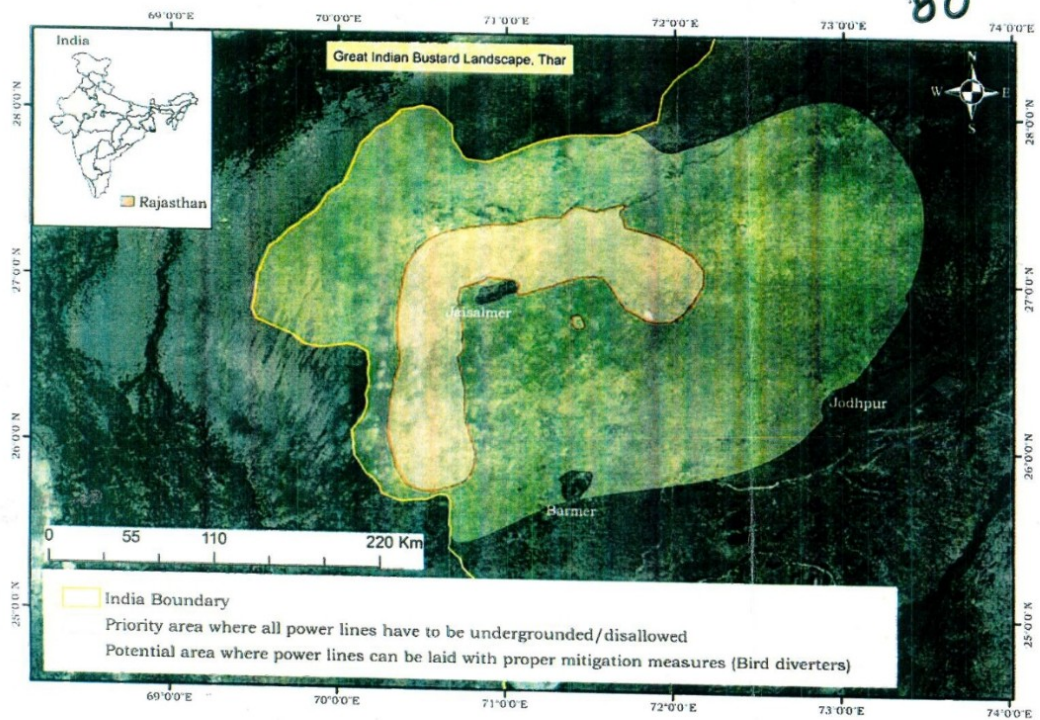 80
69°0'0"E 70°0'0"E 71°0'0"E 72°0'0"E 73°0'0"E 74°0'0"E
India
Great Indian Bustard Landscape, Thar
N
W E
S
28°0'0"N 28°0'0"N
Rajasthan
27°0'0"N 27°0'0"N
Jaisalmer
Jodhpur
26°0'0"N 26°0'0"N
Barmer
0 55 110 220 Km
India Boundary
25°0'0"N 25°0'0"N
Priority area where all power lines have to be undergrounded/disallowed
Potential area where power lines can be laid with proper mitigation measures (Bird diverters)
69°0'0"E 70°0'0"E 71°0'0"E 72°0'0"E 73°0'0"E 74°0'0"E